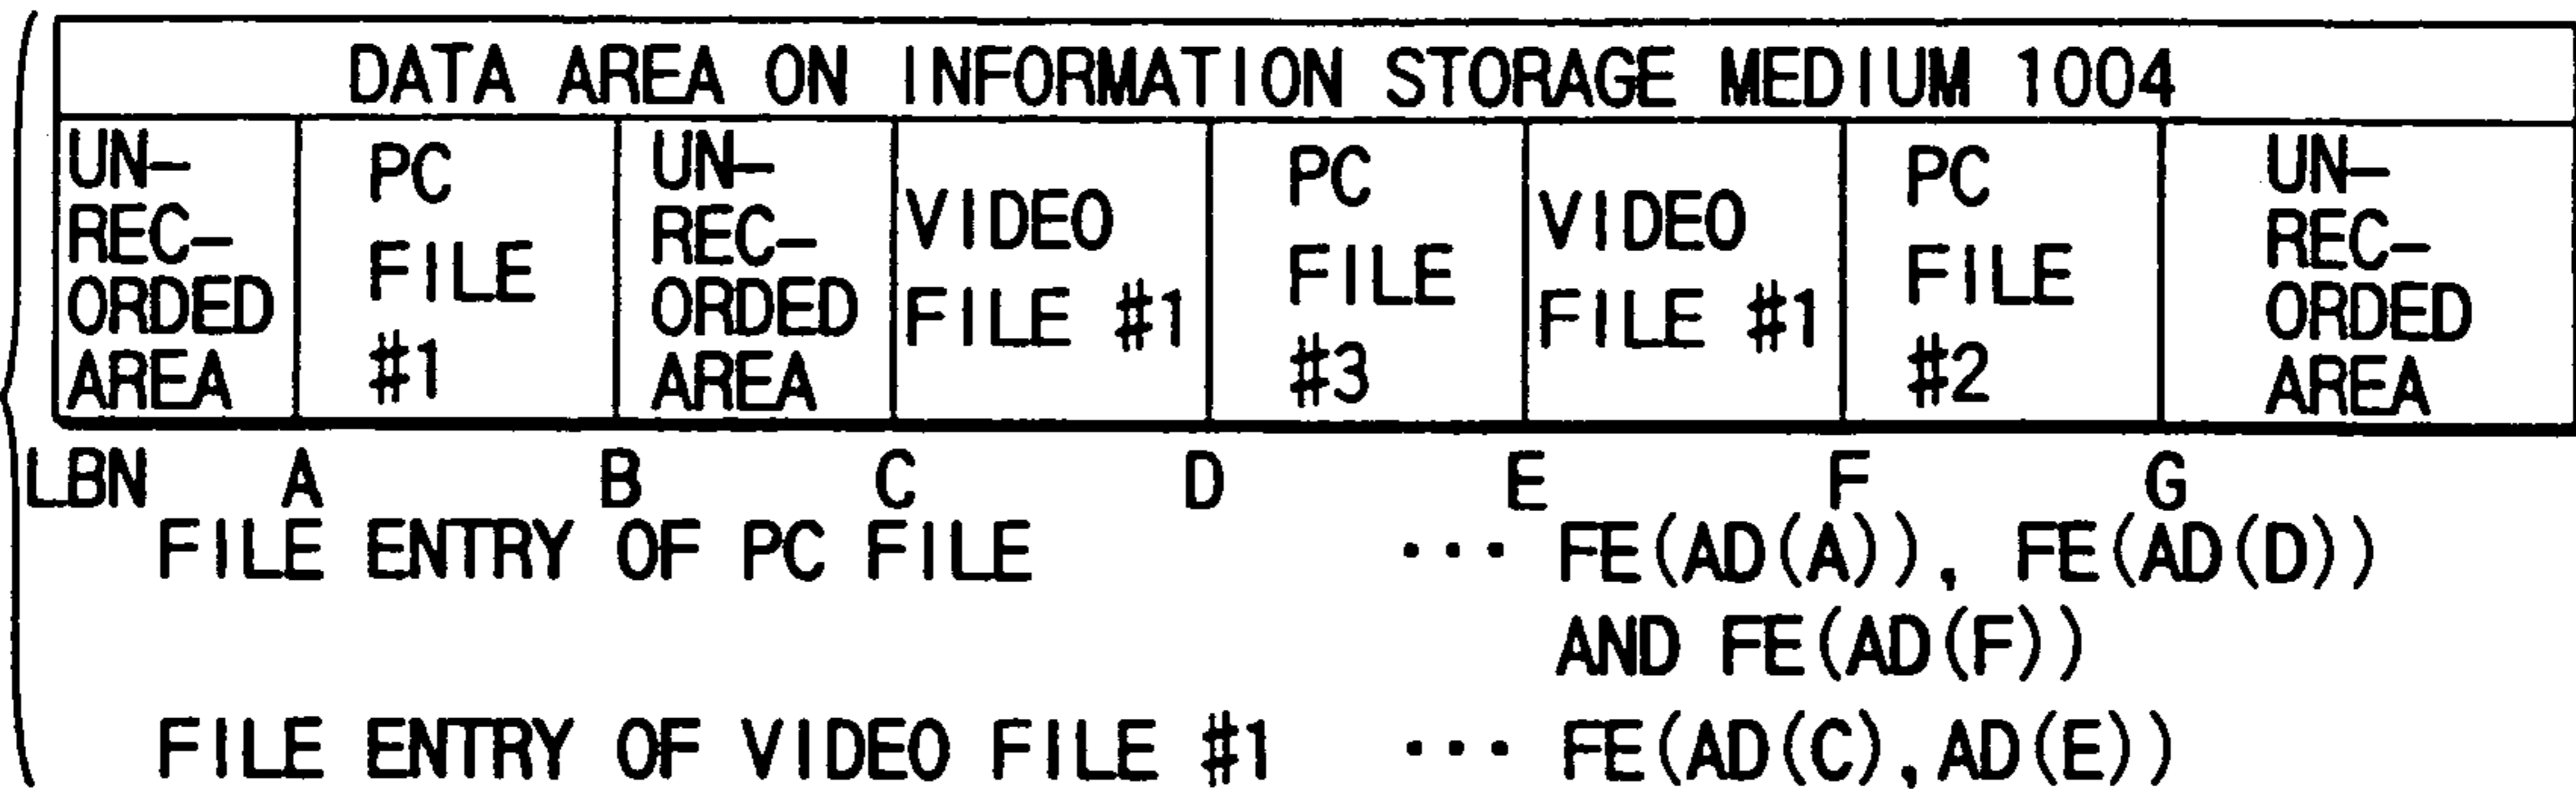 DATA AREA ON INFORMATION STORAGE MEDIUM 1004
UN-
REC-
ORDED
AREA
PC
FILE
#1
UN-
REC-
ORDED
AREA
VIDEO
FILE #1
PC
FILE
#3
VIDEO
FILE #1
PC
FILE
#2
UN-
REC-
ORDED
AREA
LBN A B C D E F G
FILE ENTRY OF PC FILE ··· FE(AD(A)), FE(AD(D))
AND FE(AD(F))
FILE ENTRY OF VIDEO FILE #1 ··· FE(AD(C),AD(E))